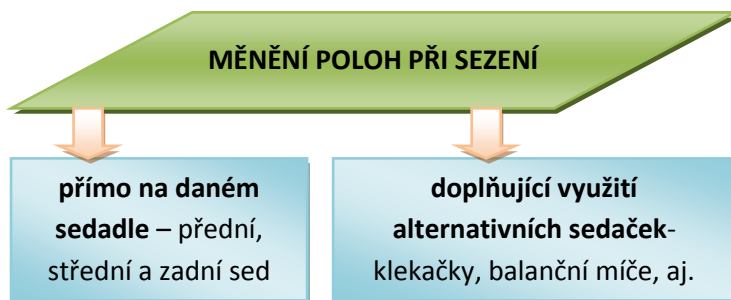 MĚNĚNÍ POLOH PŘI SEZENÍ
přímo na daném
sedadle – přední,
střední a zadní sed
doplňující využití
alternativních sedaček-
klekačky, balanční míče, aj.